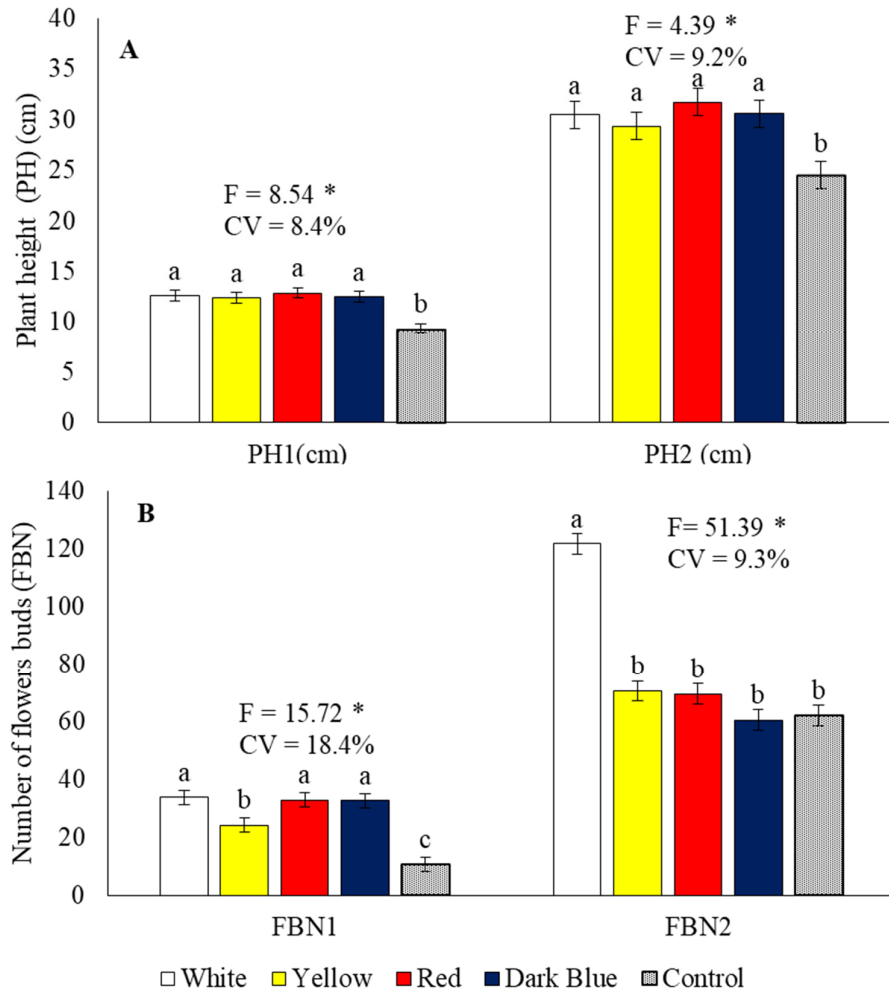 A
Plant height (PH) (cm)
40
35
30
25
20
15
10
5
0
F = 8.54 *
CV = 8.4%
a
a
a
a
b
F = 4.39 *
CV = 9.2%
a
a
a
a
b
PH1(cm)
PH2 (cm)
B
Number of flowers buds (FBN)
140
120
100
80
60
40
20
0
F = 15.72 *
CV = 18.4%
a
b
a
a
c
F= 51.39 *
CV = 9.3%
a
b
b
b
b
FBN1
FBN2
White Yellow Red Dark Blue Control